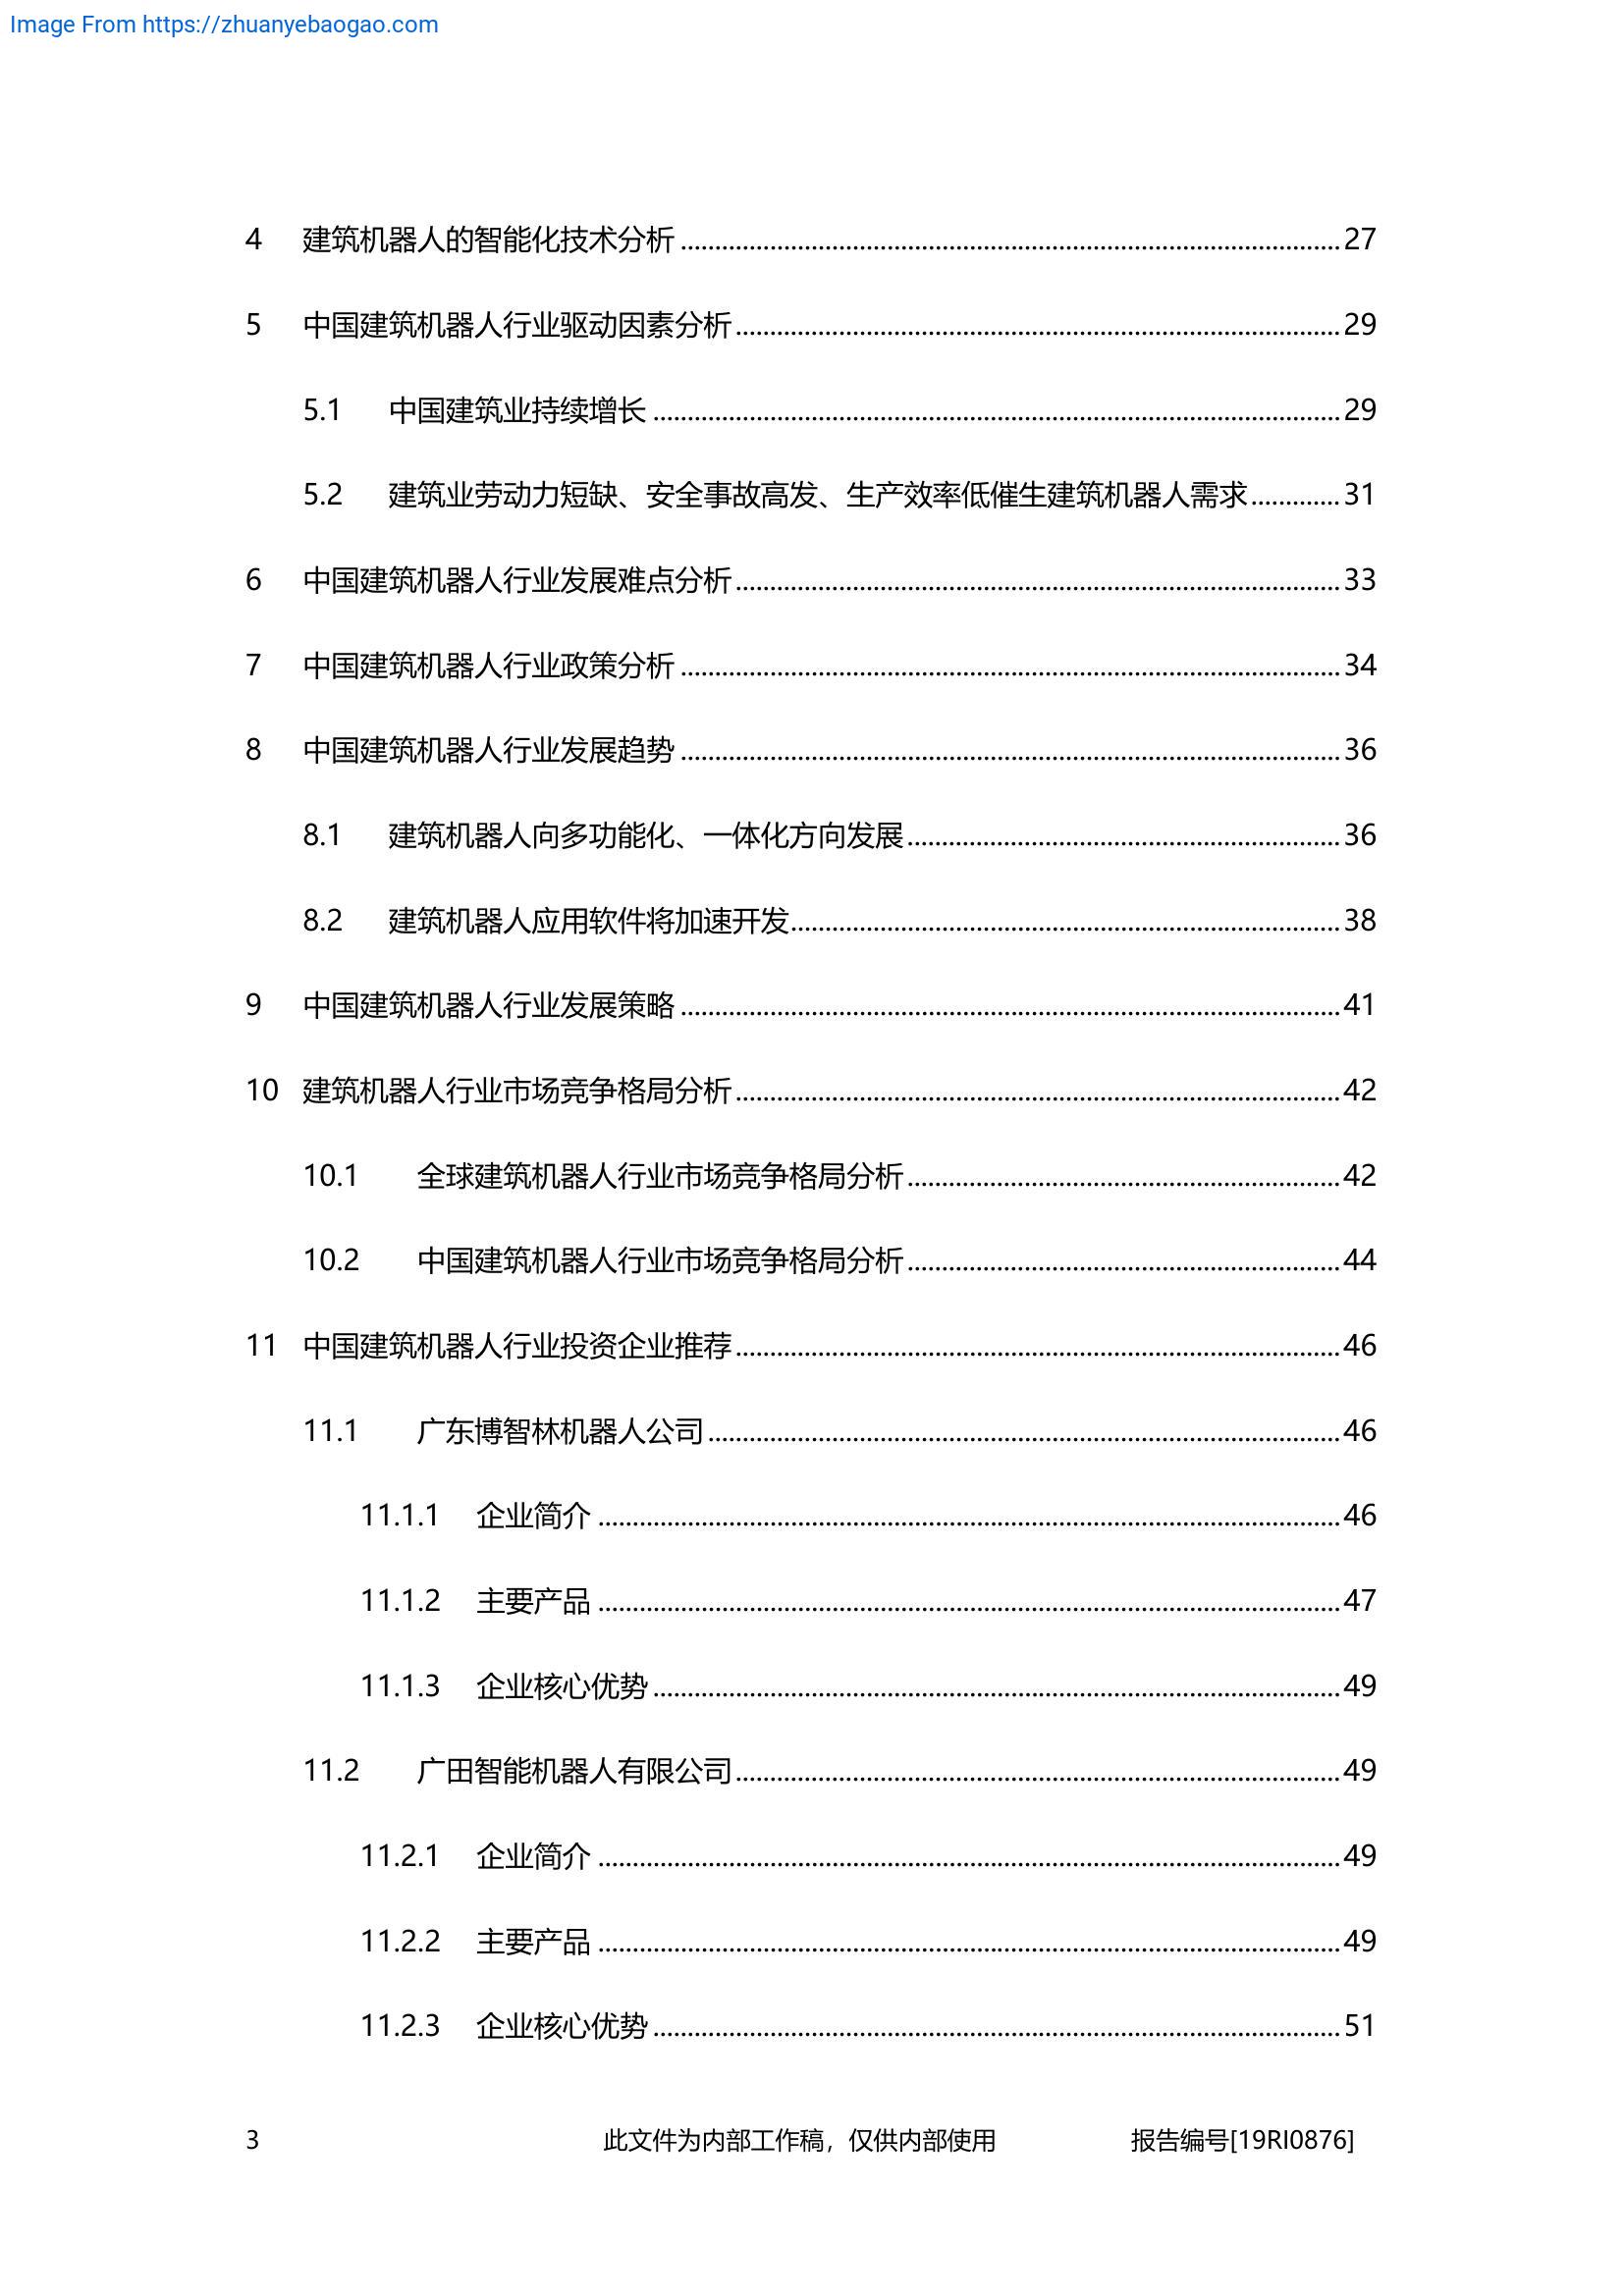 Image From https://zhuanyebaogao.com
4 建筑机器人的智能化技术分析 ........................ 27
5 中国建筑机器人行业驱动因素分析 ........................ 29
5.1 中国建筑业持续增长 ........................ 29
5.2 建筑业劳动力短缺、安全事故高发、生产效率低催生建筑机器人需求 ............. 31
6 中国建筑机器人行业发展难点分析 ........................ 33
7 中国建筑机器人行业政策分析 ........................ 34
8 中国建筑机器人行业发展趋势 ........................ 36
8.1 建筑机器人向多功能化、一体化方向发展 ........................ 36
8.2 建筑机器人应用软件将加速开发 ........................ 38
9 中国建筑机器人行业发展策略 ........................ 41
10 建筑机器人行业市场竞争格局分析 ........................ 42
10.1 全球建筑机器人行业市场竞争格局分析 ........................ 42
10.2 中国建筑机器人行业市场竞争格局分析 ........................ 44
11 中国建筑机器人行业投资企业推荐 ........................ 46
11.1 广东博智林机器人公司 ........................ 46
11.1.1 企业简介 ........................ 46
11.1.2 主要产品 ........................ 47
11.1.3 企业核心优势 ........................ 49
11.2 广田智能机器人有限公司 ........................ 49
11.2.1 企业简介 ........................ 49
11.2.2 主要产品 ........................ 49
11.2.3 企业核心优势 ........................ 51
3 此文件为内部工作稿，仅供内部使用 报告编号[19RI0876]